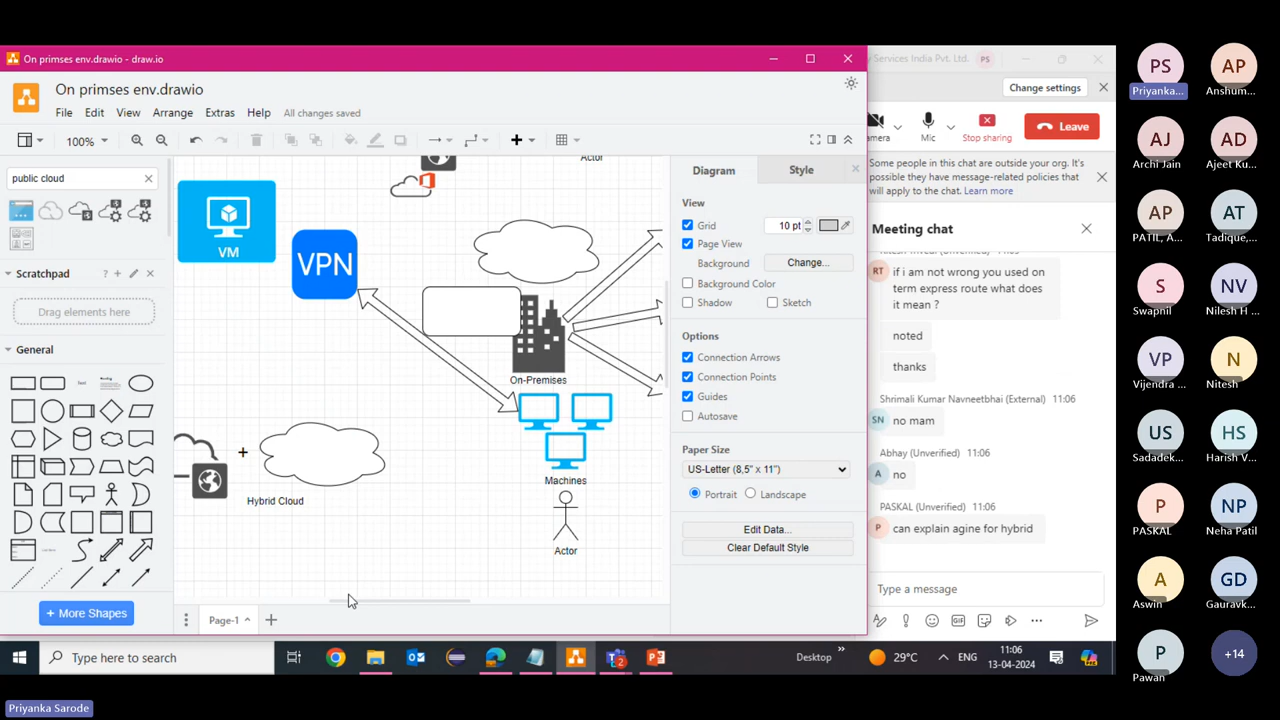 On primses env.drawio - draw.io
On primses env.drawio
File Edit View Arrange Extras Help All changes saved
100%
public cloud
Scratchpad
Drag elements here
General
+ More Shapes
VM
VPN
Actor
On-Premises
Machines
Actor
+
Hybrid Cloud
Page-1
Diagram Style
View
Grid 10 pt
Page View
Background Change...
Background Color
Shadow Sketch
Options
Connection Arrows
Connection Points
Guides
Autosave
Paper Size
US-Letter (8,5" x 11")
Portrait Landscape
Edit Data...
Clear Default Style
Services India Pvt. Ltd. PS
Change settings
amera Mic Stop sharing Leave
Some people in this chat are outside your org. It's
possible they have message-related policies that
will apply to the chat. Learn more
Meeting chat
RT
if i am not wrong you used on
term express route what does
it mean ?
noted
thanks
Shrimali Kumar Navneetbhai (External) 11:06
SN no mam
Abhay (Unverified) 11:06
A no
PASKAL (Unverified) 11:06
P can explain agine for hybrid
Type a message
Type here to search
Desktop
29°C
ENG
11:06
13-04-2024
PS AP
Priyanka... Anshum...
AJ AD
Archi Jain Ajeet Ku...
AP AT
PATIL, A... Tadique,...
S NV
Swapnil Nilesh H ...
VP N
Vijendra ... Nitesh
US HS
Sadadek... Harish V...
P NP
PASKAL Neha Patil
A GD
Aswin Gauravk...
P +14
Pawan
Priyanka Sarode